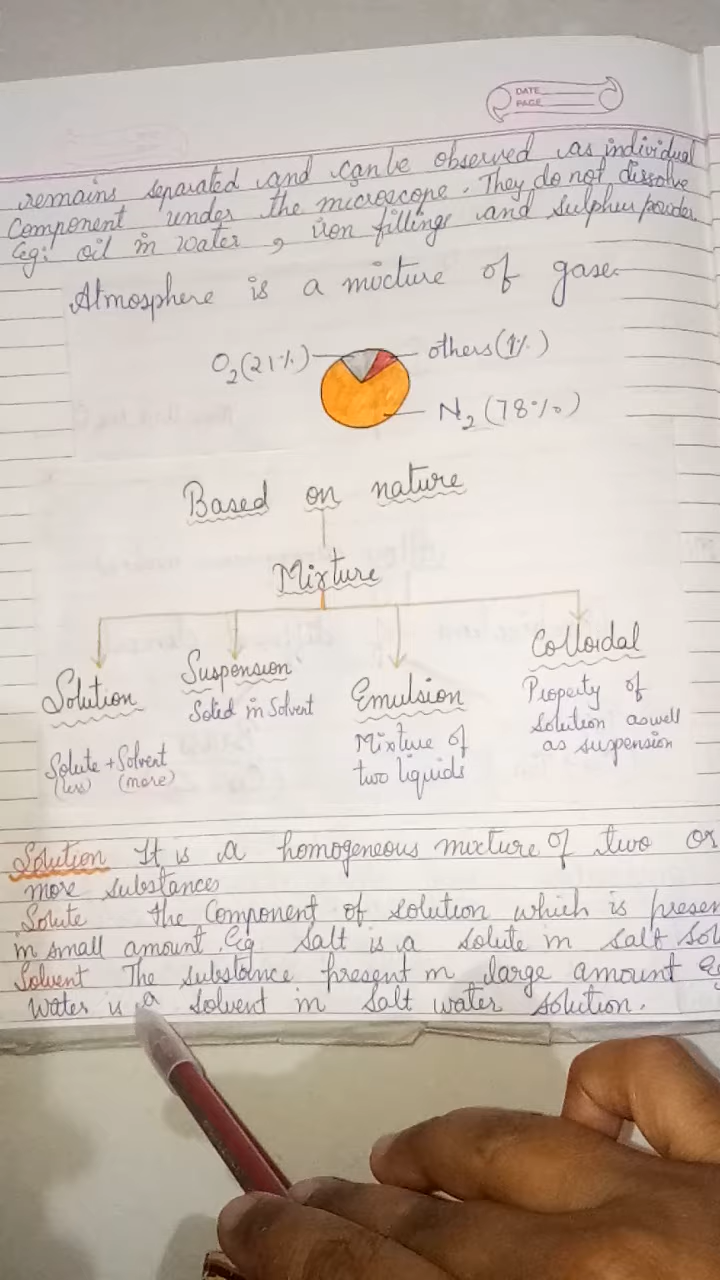 DATE
PAGE
remains separated and can be observed as individual
component under the microscope. They do not dissolve
Eg: oil in water, iron fillings and sulphur powder
Atmosphere is a mixture of gase.
O2 (21%)
others (1%)
N2 (78%)
Based on nature
Mixture
Solution
Solute + Solvent
(less) (more)
Suspension
Solid in Solvent
Emulsion
Mixture of
two liquids
Colloidal
Property of
solution aswell
as suspension
Solution It is a homogeneous mixture of two or
more substances
Solute the component of solution which is presen
in small amount Eg Salt is a solute in salt sol
Solvent The substance present in large amount Eg
Water is a solvent in salt water solution.